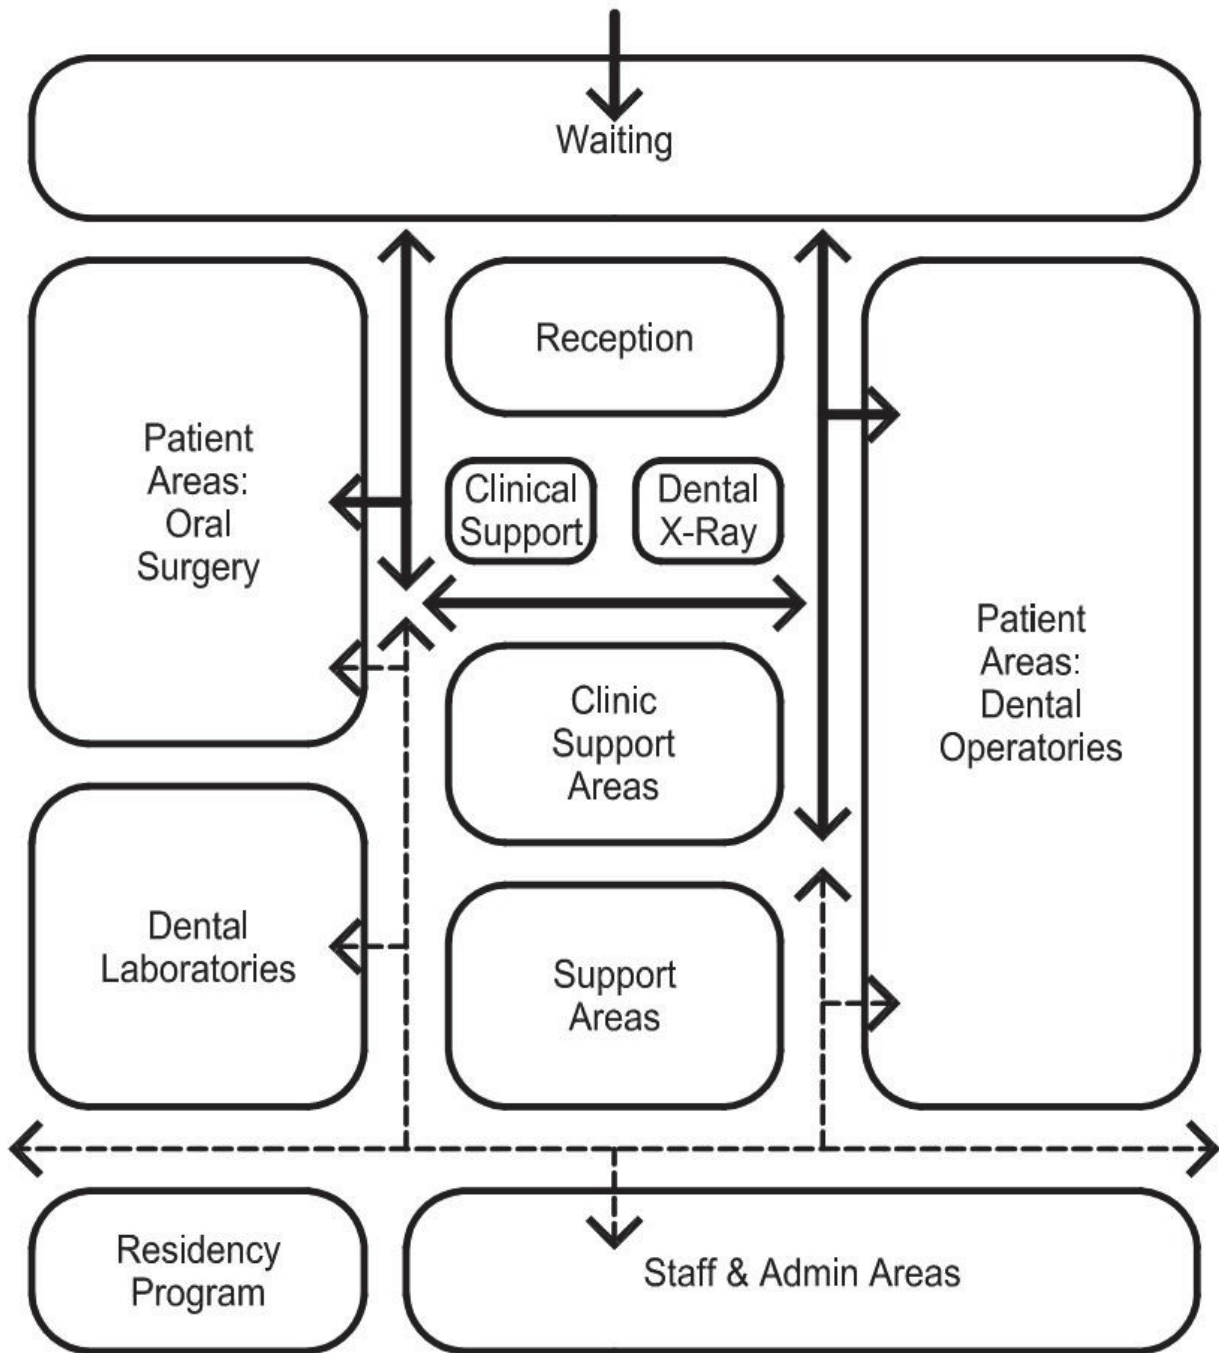 Waiting
Reception
Patient
Areas:
Oral
Surgery
Clinical
Support
Dental
X-Ray
Patient
Areas:
Dental
Operatories
Clinic
Support
Areas
Dental
Laboratories
Support
Areas
Residency
Program
Staff & Admin Areas